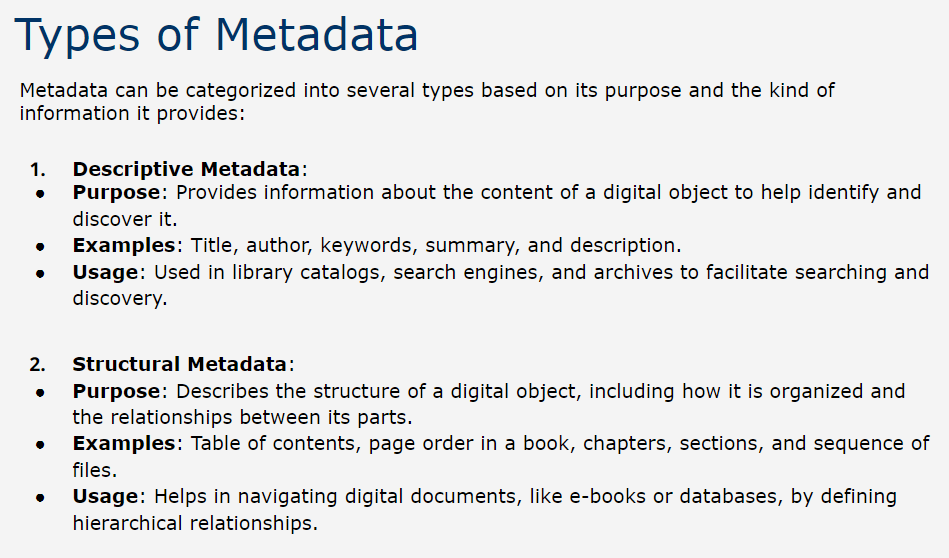 Types of Metadata
Metadata can be categorized into several types based on its purpose and the kind of
information it provides:
1. Descriptive Metadata:
● Purpose: Provides information about the content of a digital object to help identify and
discover it.
● Examples: Title, author, keywords, summary, and description.
● Usage: Used in library catalogs, search engines, and archives to facilitate searching and
discovery.
2. Structural Metadata:
● Purpose: Describes the structure of a digital object, including how it is organized and
the relationships between its parts.
● Examples: Table of contents, page order in a book, chapters, sections, and sequence of
files.
● Usage: Helps in navigating digital documents, like e-books or databases, by defining
hierarchical relationships.